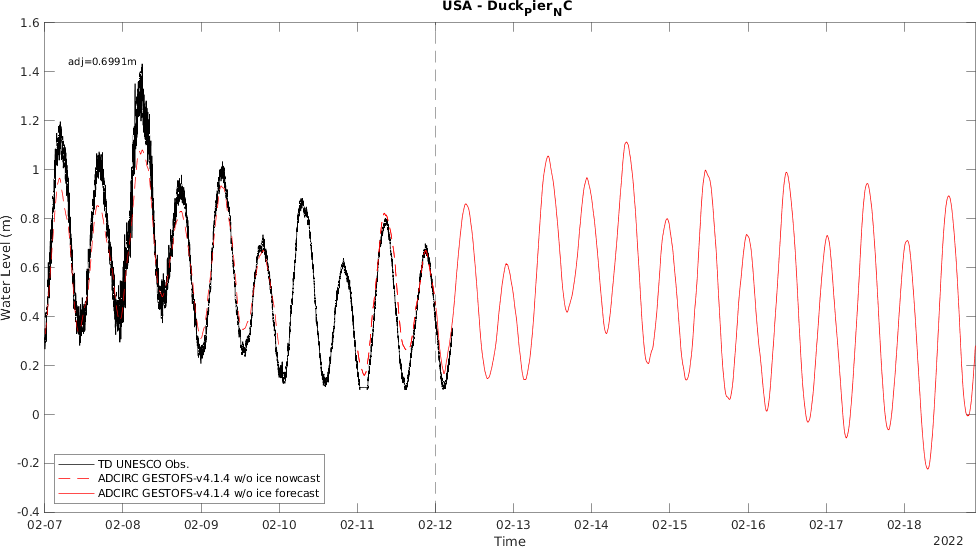 USA - DuckPierNC
1.6
adj=0.6991m
1.4
1.2
1
0.8
0.6
0.4
0.2
0
-0.2
-0.4
Water Level (m)
TD UNESCO Obs.
ADCIRC GESTOFS-v4.1.4 w/o ice nowcast
ADCIRC GESTOFS-v4.1.4 w/o ice forecast
02-07 02-08 02-09 02-10 02-11 02-12 02-13 02-14 02-15 02-16 02-17 02-18
Time
2022